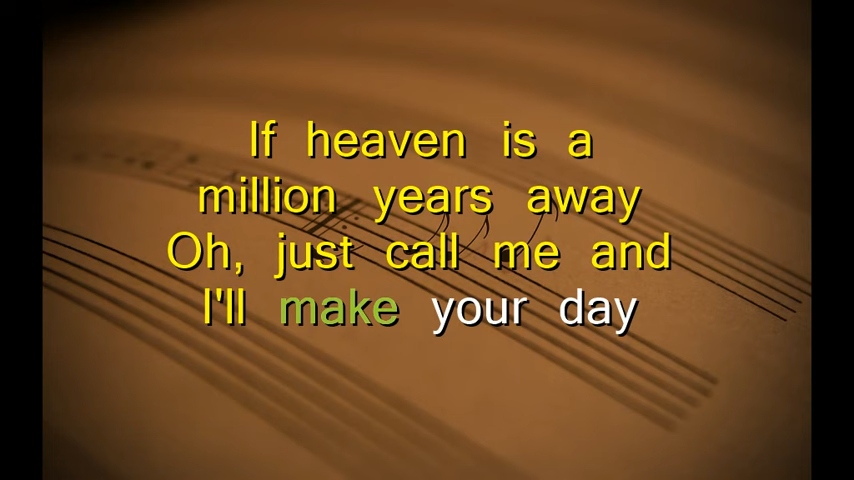 If heaven is a
million years away
Oh, just call me and
I'll make your day